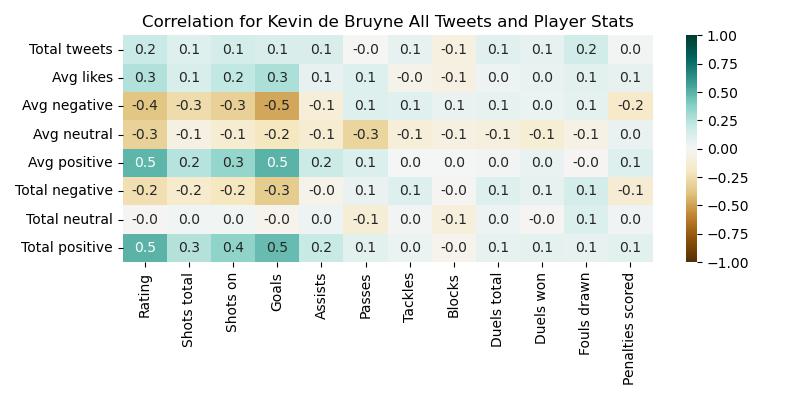 Correlation for Kevin de Bruyne All Tweets and Player Stats
Total tweets 0.2 0.1 0.1 0.1 0.1 -0.0 0.1 -0.1 0.1 0.1 0.2 0.0
Avg likes 0.3 0.1 0.2 0.3 0.1 0.1 -0.0 -0.1 0.0 0.0 0.1 0.1
Avg negative -0.4 -0.3 -0.3 -0.5 -0.1 0.1 0.1 0.1 0.1 0.0 0.1 -0.2
Avg neutral -0.3 -0.1 -0.1 -0.2 -0.1 -0.3 -0.1 -0.1 -0.1 -0.1 -0.1 0.0
Avg positive 0.5 0.2 0.3 0.5 0.2 0.1 0.0 0.0 0.0 0.0 -0.0 0.1
Total negative -0.2 -0.2 -0.2 -0.3 -0.0 0.1 0.1 -0.0 0.1 0.1 0.1 -0.1
Total neutral -0.0 0.0 0.0 -0.0 0.0 -0.1 0.0 -0.1 0.0 -0.0 0.1 0.0
Total positive 0.5 0.3 0.4 0.5 0.2 0.1 0.0 -0.0 0.1 0.1 0.1 0.1
Rating
Shots total
Shots on
Goals
Assists
Passes
Tackles
Blocks
Duels total
Duels won
Fouls drawn
Penalties scored
1.00
0.75
0.50
0.25
0.00
−0.25
−0.50
−0.75
−1.00